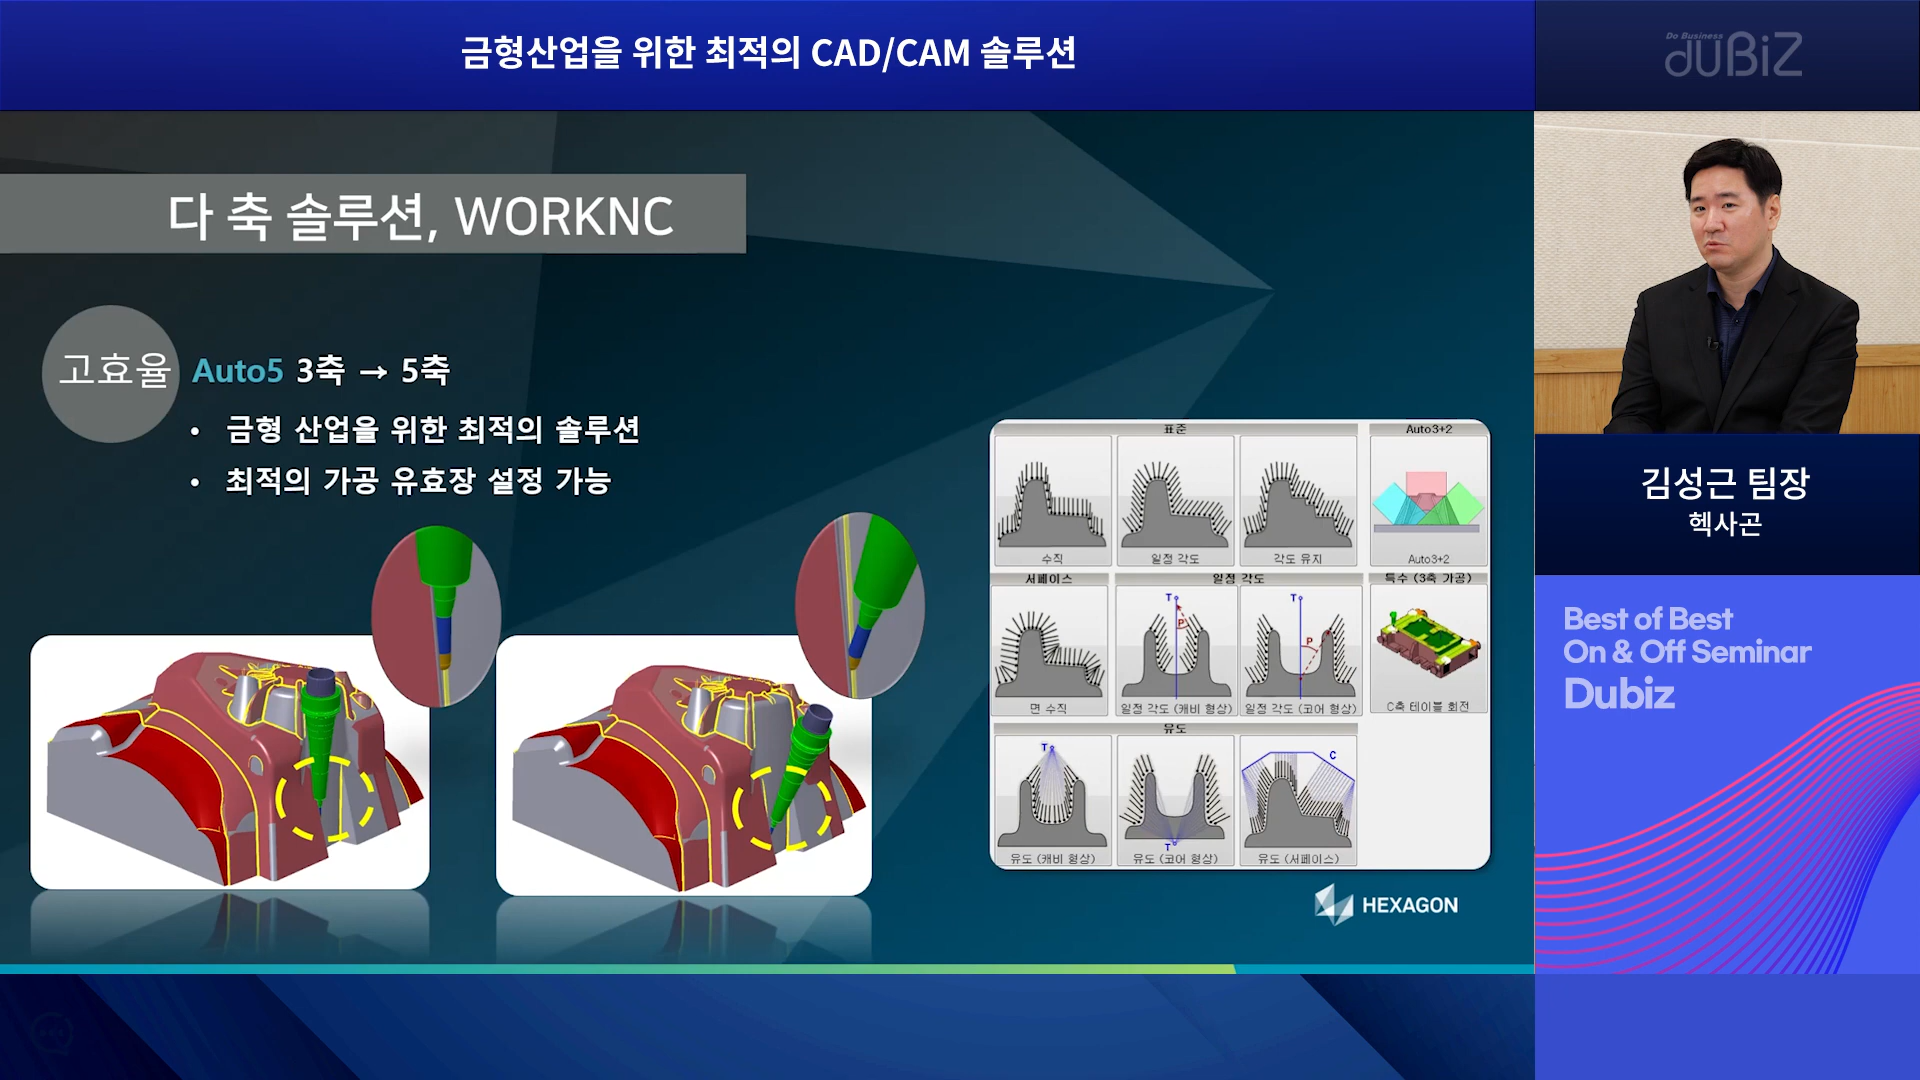 금형산업을 위한 최적의 CAD/CAM 솔루션
Do Business
duBiZ
다 축 솔루션, WORKNC
고효율
Auto5 3축 → 5축
• 금형 산업을 위한 최적의 솔루션
• 최적의 가공 유효장 설정 가능
표준
Auto3+2
수직
일정 각도
각도 유지
Auto3+2
서페이스
일정 각도
특수 (3축 가공)
T
P
T
P
면 수직
일정 각도 (캐비 형상)
일정 각도 (코어 형상)
C축 테이블 회전
유도
T
T
C
유도 (캐비 형상)
유도 (코어 형상)
유도 (서페이스)
HEXAGON
김성근 팀장
헥사곤
Best of Best
On & Off Seminar
Dubiz